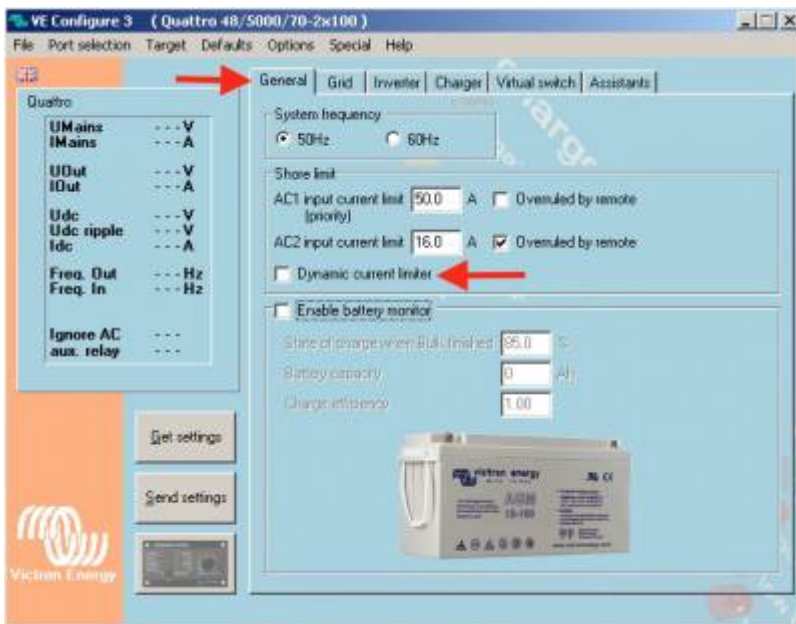 VE Configure 3 ( Quattro 48/5000/70-2x100 )
File Port selection Target Defaults Options Special Help
General Grid Inverter Charger Virtual switch Assistants
Quattro
UMains ---V
IMains ---A
UOut ---V
IOut ---A
Udc ---V
Udc ripple ---V
Idc ---A
Freq. Out ---Hz
Freq. In ---Hz
Ignore AC ---
aux. relay ---
Get settings
Send settings
Victron Energy
System frequency
50Hz 60Hz
Shore limit
AC1 input current limit 50.0 A Overruled by remote
(priority)
AC2 input current limit 16.0 A Overruled by remote
Dynamic current limiter
Enable battery monitor
State of charge when Bulk finished 85.0 %
Battery capacity 0 Ah
Charge efficiency 1.00
victron energy
AGM